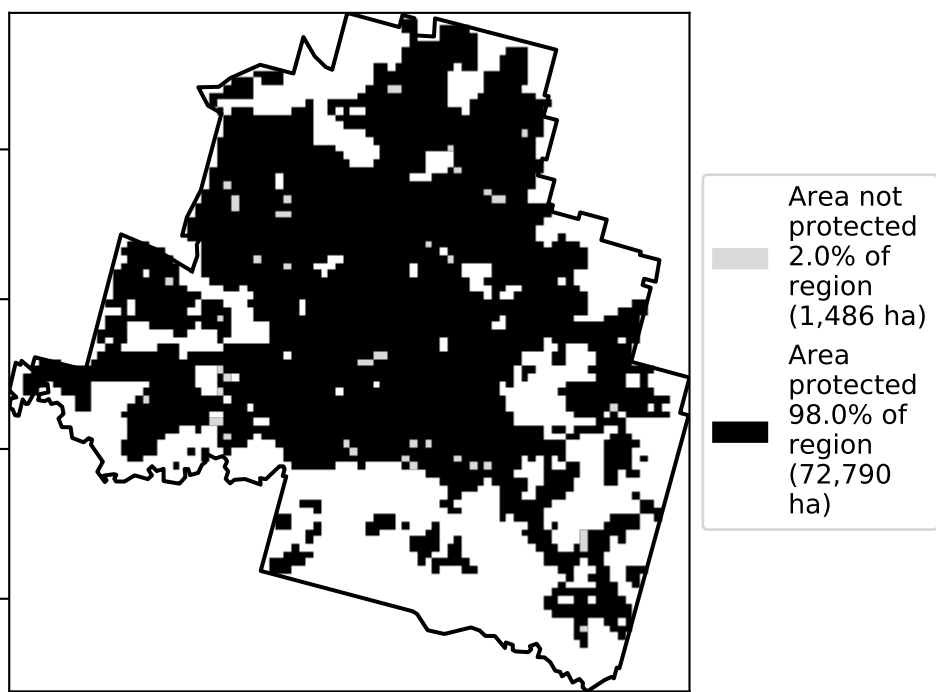 Area not
protected
2.0% of
region
(1,486 ha)
Area
protected
98.0% of
region
(72,790
ha)